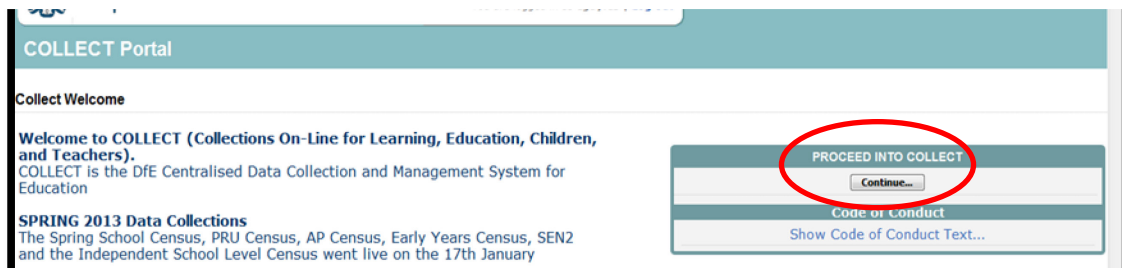 COLLECT Portal
Collect Welcome
Welcome to COLLECT (Collections On-Line for Learning, Education, Children,
and Teachers).
COLLECT is the DfE Centralised Data Collection and Management System for
Education
SPRING 2013 Data Collections
The Spring School Census, PRU Census, AP Census, Early Years Census, SEN2
and the Independent School Level Census went live on the 17th January
PROCEED INTO COLLECT
Continue...
Code of Conduct
Show Code of Conduct Text...